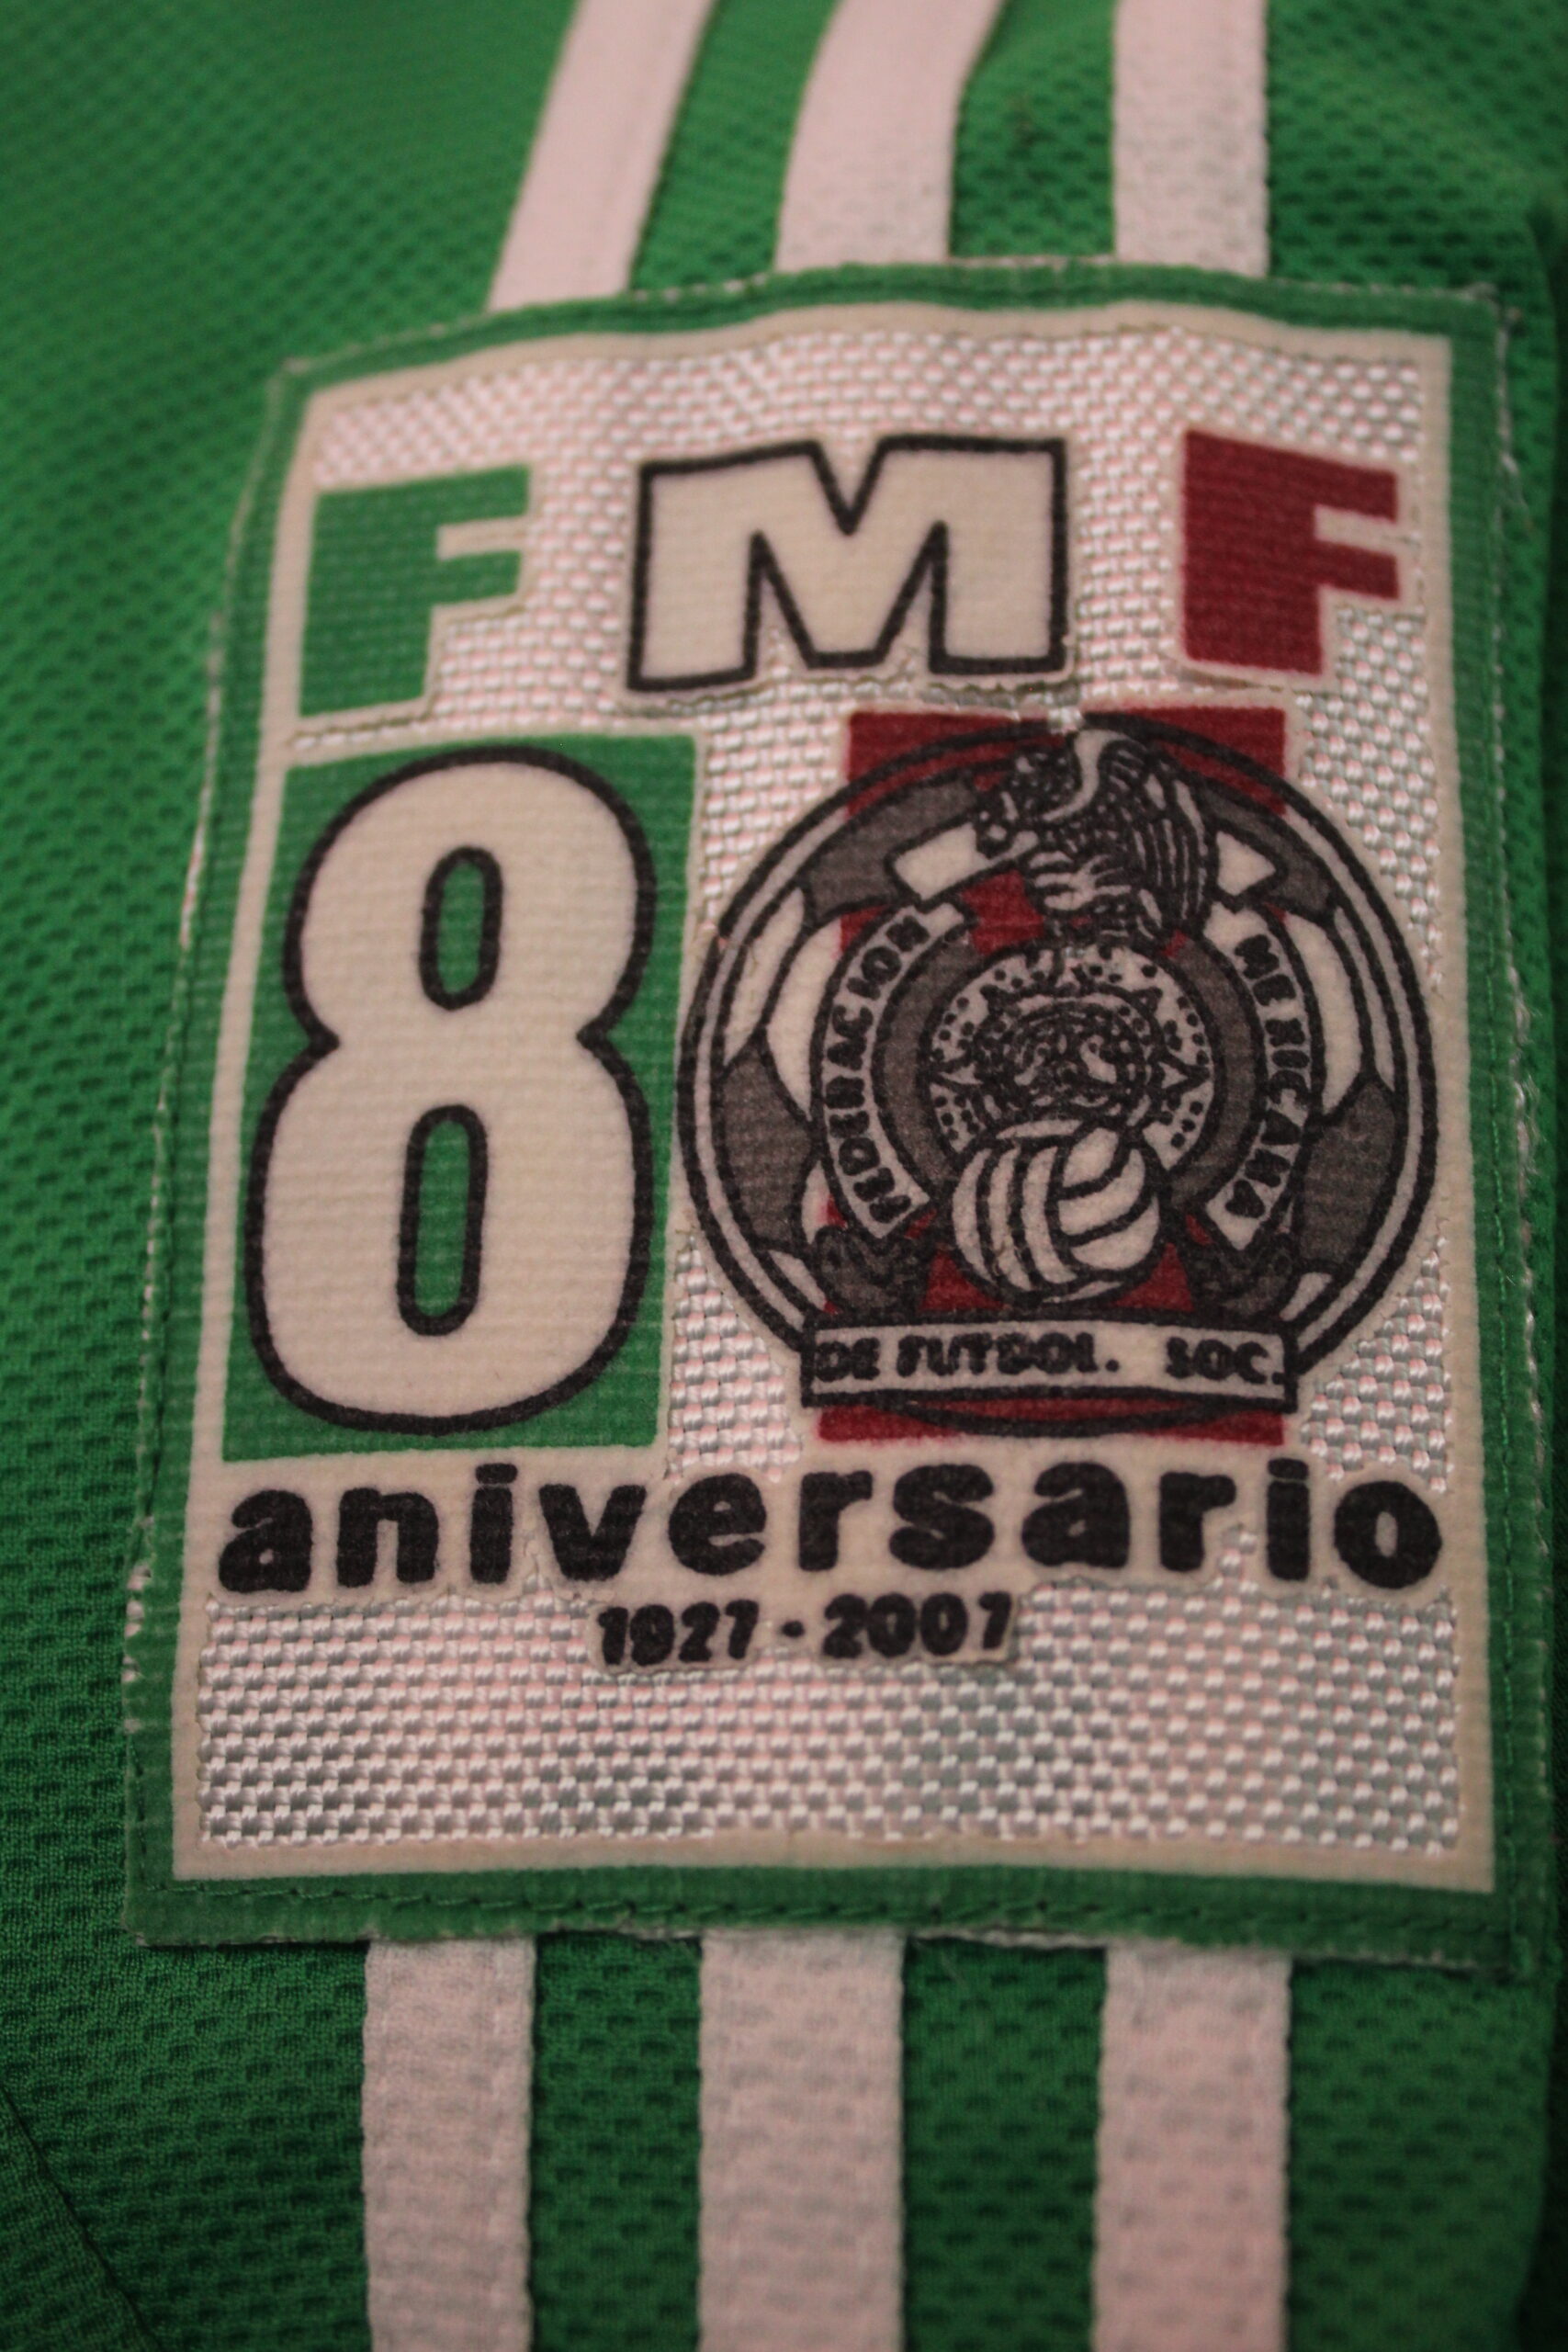 FMF
80
FEDERACION MEXICANA
DE FUTBOL. SOC.
aniversario
1927 - 2007